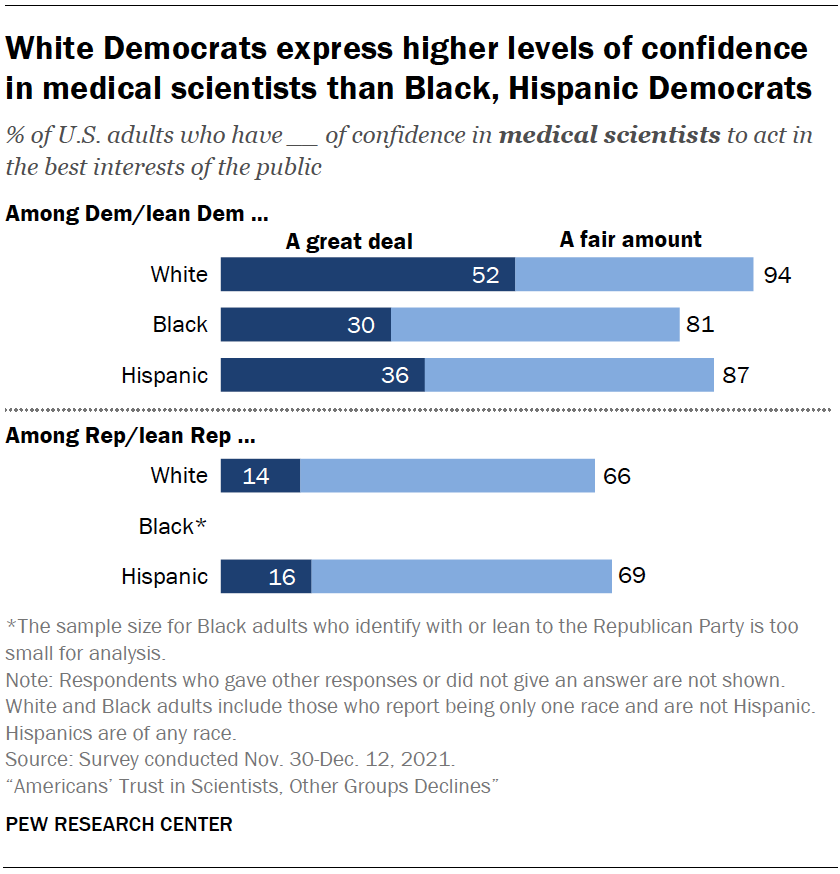 White Democrats express higher levels of confidence
in medical scientists than Black, Hispanic Democrats
% of U.S. adults who have __ of confidence in medical scientists to act in
the best interests of the public
Among Dem/lean Dem ...
A great deal A fair amount
White 52 94
Black 30 81
Hispanic 36 87
Among Rep/lean Rep ...
White 14 66
Black*
Hispanic 16 69
*The sample size for Black adults who identify with or lean to the Republican Party is too
small for analysis.
Note: Respondents who gave other responses or did not give an answer are not shown.
White and Black adults include those who report being only one race and are not Hispanic.
Hispanics are of any race.
Source: Survey conducted Nov. 30-Dec. 12, 2021.
“Americans’ Trust in Scientists, Other Groups Declines”
PEW RESEARCH CENTER